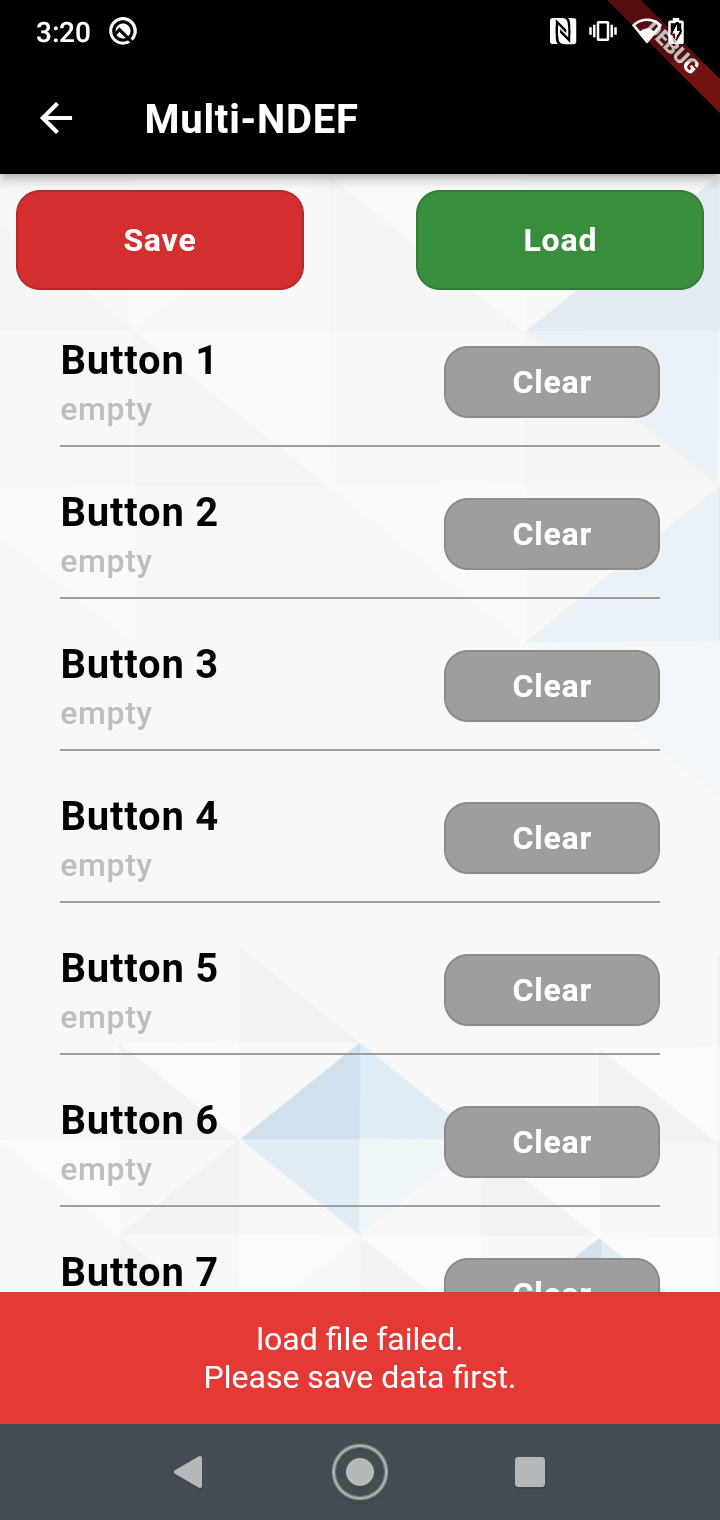 3:20
DEBUG
Multi-NDEF
Save
Load
Button 1
empty
Clear
Button 2
empty
Clear
Button 3
empty
Clear
Button 4
empty
Clear
Button 5
empty
Clear
Button 6
empty
Clear
Button 7
Clear
load file failed.
Please save data first.